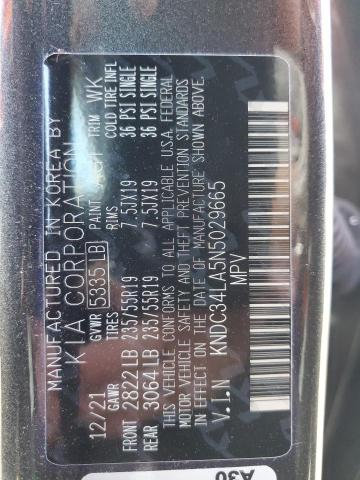 MANUFACTURED IN KOREA BY
KIA CORPORATION
12/21 GVWR 5335 LB PAINT TRIM WK
GAWR TIRES RIMS COLD TIRE INFL
FRONT 2822 LB 235/55R19 7.5JX19 36 PSI SINGLE
REAR 3064 LB 235/55R19 7.5JX19 36 PSI SINGLE
THIS VEHICLE CONFORMS TO ALL APPLICABLE U.S.A. FEDERAL
MOTOR VEHICLE SAFETY AND THEFT PREVENTION STANDARDS
IN EFFECT ON THE DATE OF MANUFACTURE SHOWN ABOVE.
V.I.N KNDC34LA5N5029665
MPV
A30